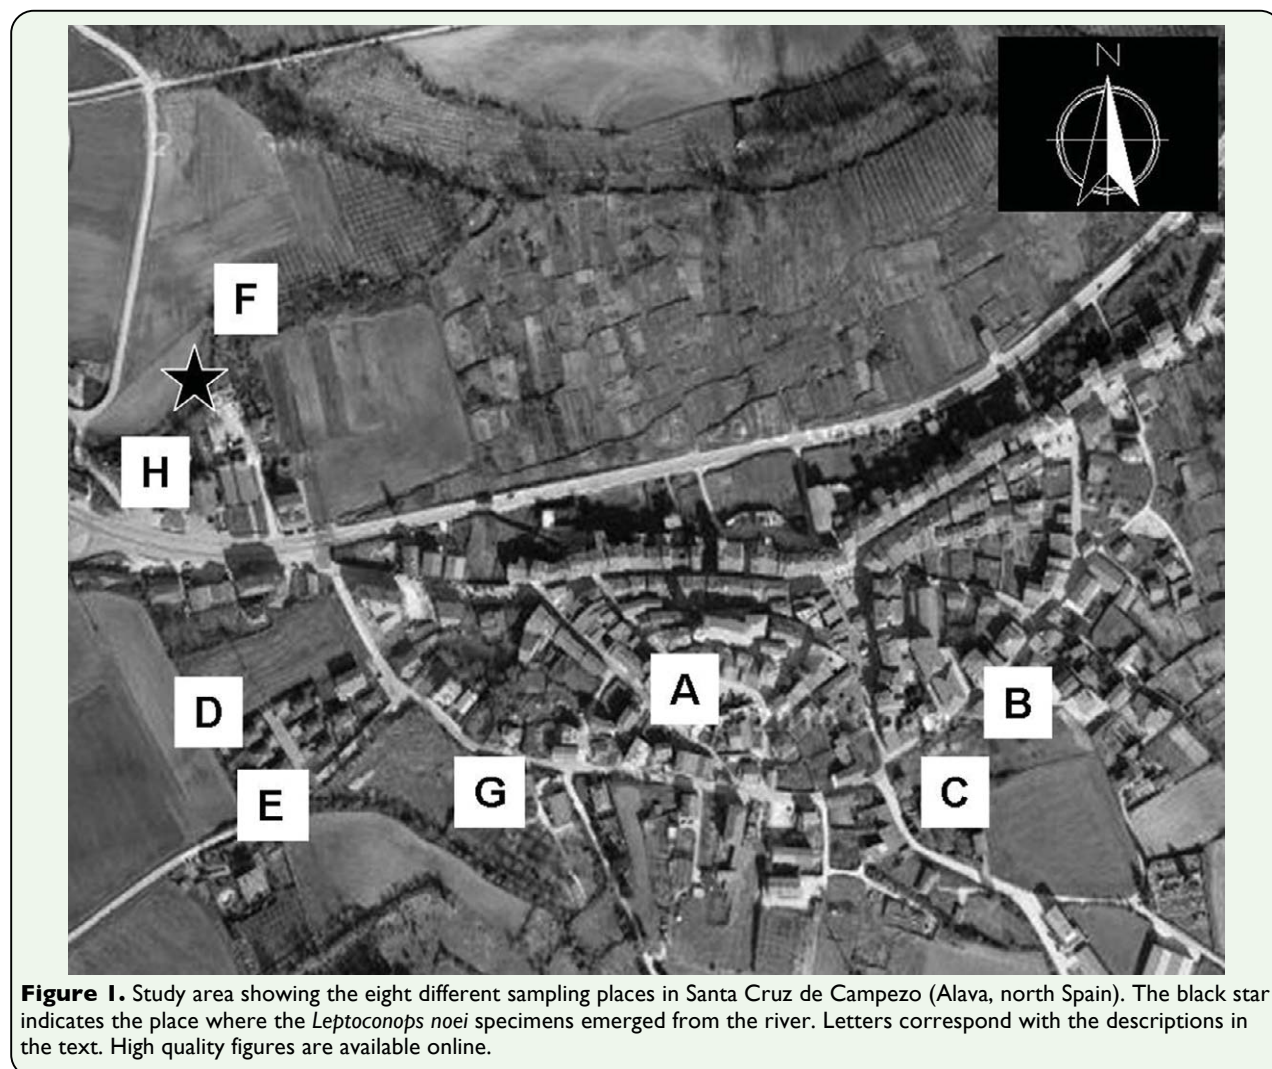 N
2
F
H
A
B
D
C
E
G
Figure 1. Study area showing the eight different sampling places in Santa Cruz de Campezo (Alava, north Spain). The black star
indicates the place where the Leptoconops noei specimens emerged from the river. Letters correspond with the descriptions in
the text. High quality figures are available online.